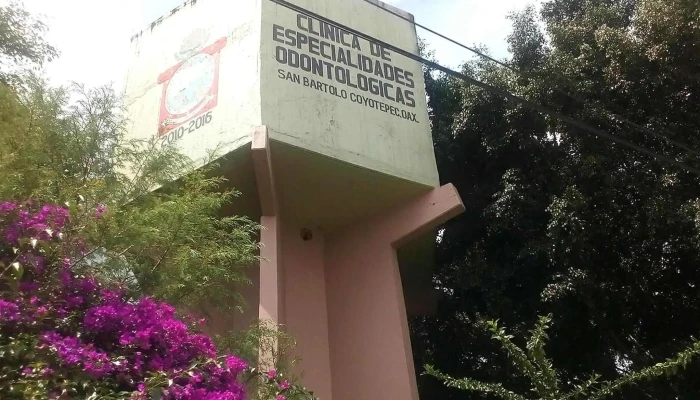 CLINICA DE
ESPECIALIDADES
ODONTOLOGICAS
SAN BARTOLO COYOTEPEC.OAX.
2010-2016